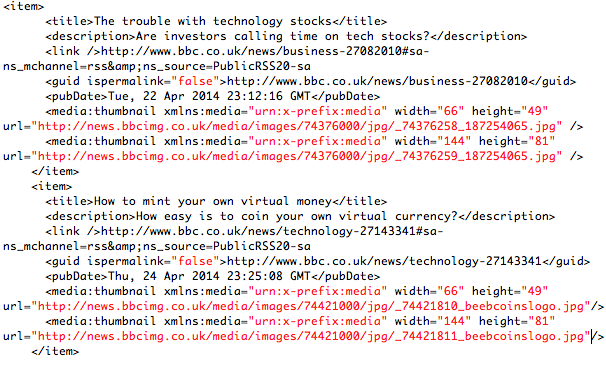 <item>
<title>The trouble with technology stocks</title>
<description>Are investors calling time on tech stocks?</description>
<link />http://www.bbc.co.uk/news/business-27082010#sa-
ns_mchannel=rss&amp;ns_source=PublicRSS20-sa
<guid ispermalink="false">http://www.bbc.co.uk/news/business-27082010</guid>
<pubDate>Tue, 22 Apr 2014 23:12:16 GMT</pubDate>
<media:thumbnail xmlns:media="urn:x-prefix:media" width="66" height="49"
url="http://news.bbcimg.co.uk/media/images/74376000/jpg/_74376258_187254065.jpg" />
<media:thumbnail xmlns:media="urn:x-prefix:media" width="144" height="81"
url="http://news.bbcimg.co.uk/media/images/74376000/jpg/_74376259_187254065.jpg" />
</item>
<item>
<title>How to mint your own virtual money</title>
<description>How easy is to coin your own virtual currency?</description>
<link />http://www.bbc.co.uk/news/technology-27143341#sa-
ns_mchannel=rss&amp;ns_source=PublicRSS20-sa
<guid ispermalink="false">http://www.bbc.co.uk/news/technology-27143341</guid>
<pubDate>Thu, 24 Apr 2014 23:25:08 GMT</pubDate>
<media:thumbnail xmlns:media="urn:x-prefix:media" width="66" height="49"
url="http://news.bbcimg.co.uk/media/images/74421000/jpg/_74421810_beebcoinslogo.jpg"/>
<media:thumbnail xmlns:media="urn:x-prefix:media" width="144" height="81"
url="http://news.bbcimg.co.uk/media/images/74421000/jpg/_74421811_beebcoinslogo.jpg"/>
</item>